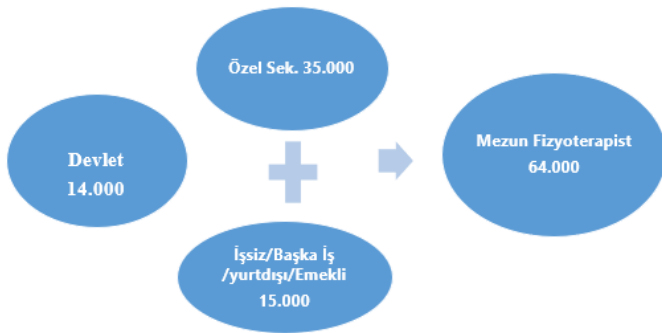 Özel Sek. 35.000
Devlet
14.000
İşsiz/Başka İş
/yurtdışı/Emekli
15.000
Mezun Fizyoterapist
64.000